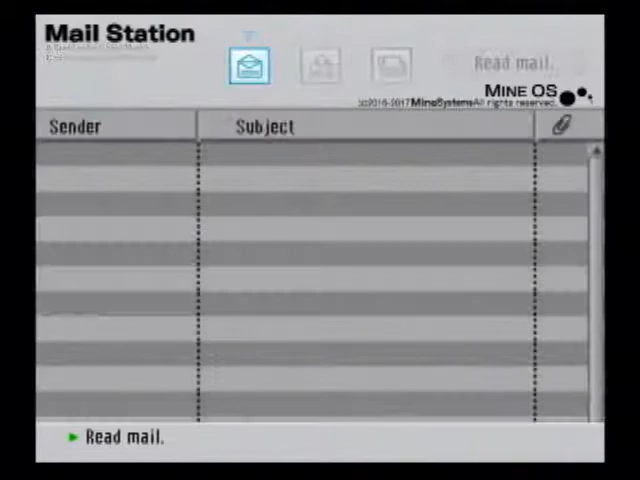 Mail Station
Read mail.
MINE OS
(c)2016-2017 MineSystems All rights reserved.
Sender
Subject
Read mail.